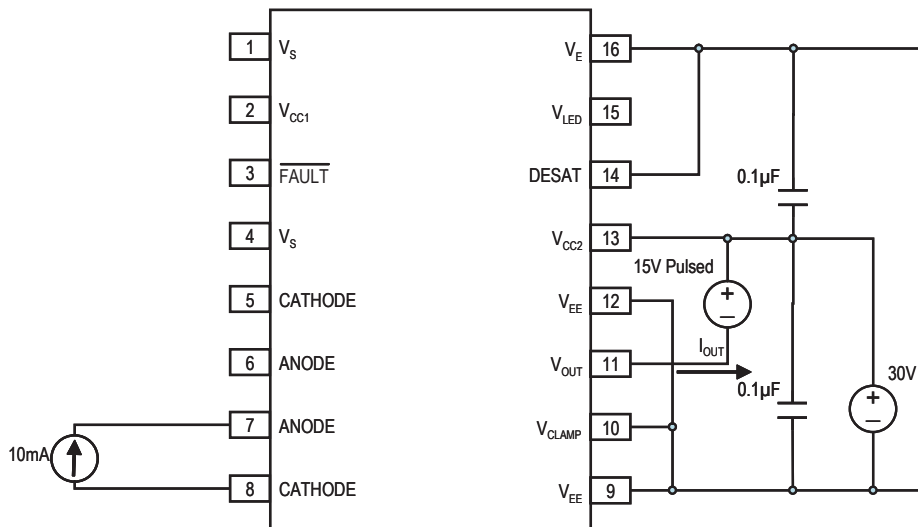 1 V_S
2 V_CC1
3 FAULT
4 V_S
5 CATHODE
6 ANODE
7 ANODE
8 CATHODE
10mA
V_E 16
V_LED 15
DESAT 14
V_CC2 13
V_EE 12
V_OUT 11
V_CLAMP 10
V_EE 9
0.1µF
15V Pulsed
+
–
I_OUT
0.1µF
30V
+
–